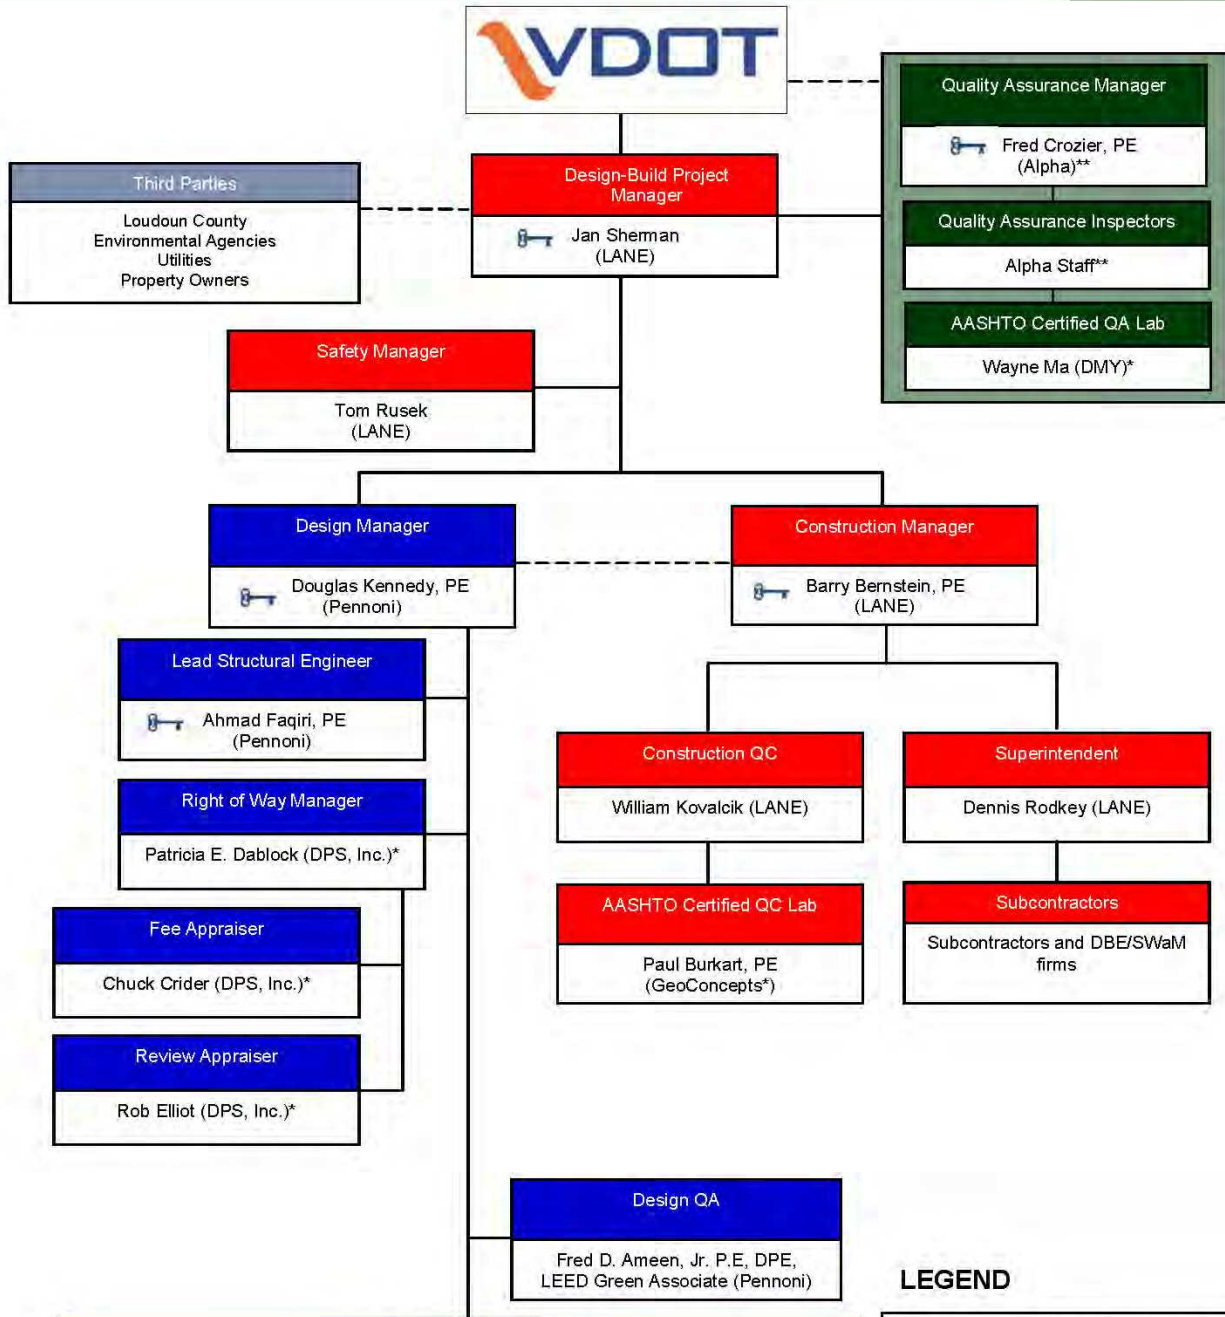 VDOT
Quality Assurance Manager
Fred Crozier, PE
(Alpha)**
Third Parties
Loudoun County
Environmental Agencies
Utilities
Property Owners
Design-Build Project
Manager
Jan Sherman
(LANE)
Quality Assurance Inspectors
Alpha Staff**
AASHTO Certified QA Lab
Wayne Ma (DMY)*
Safety Manager
Tom Rusek
(LANE)
Design Manager
Douglas Kennedy, PE
(Pennoni)
Construction Manager
Barry Bernstein, PE
(LANE)
Lead Structural Engineer
Ahmad Faqiri, PE
(Pennoni)
Right of Way Manager
Patricia E. Dablock (DPS, Inc.)*
Fee Appraiser
Chuck Crider (DPS, Inc.)*
Review Appraiser
Rob Elliot (DPS, Inc.)*
Construction QC
William Kovalcik (LANE)
Superintendent
Dennis Rodkey (LANE)
AASHTO Certified QC Lab
Paul Burkart, PE
(GeoConcepts*)
Subcontractors
Subcontractors and DBE/SWaM
firms
Design QA
Fred D. Ameen, Jr. P.E, DPE,
LEED Green Associate (Pennoni)
LEGEND